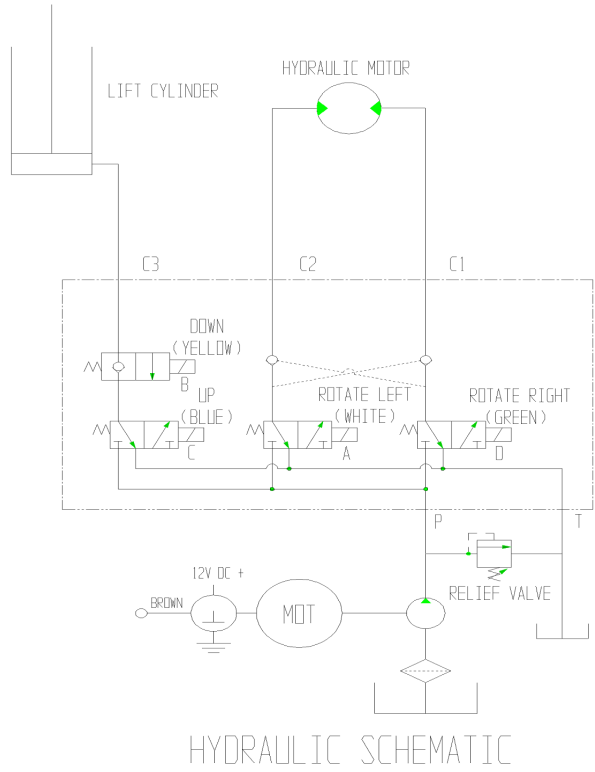 HYDRAULIC MOTOR
LIFT CYLINDER
C3
C2
C1
DOWN
(YELLOW)
B
UP
(BLUE)
C
ROTATE LEFT
(WHITE)
A
ROTATE RIGHT
(GREEN)
D
P
T
RELIEF VALVE
12V DC +
BROWN
MOT
HYDRAULIC SCHEMATIC